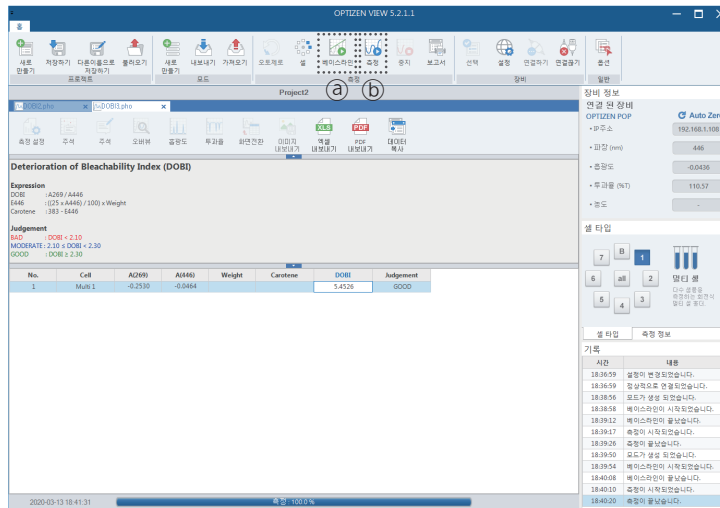 OPTIZEN VIEW 5.2.1.1
새로 만들기
저장하기
다른이름으로 저장하기
불러오기
새로 만들기
내보내기
가져오기
오토제로
셀
베이스라인
측정
중지
보고서
선택
설정
연결하기
연결끊기
옵션
프로젝트
모드
측정
장비
일반
ⓐ
ⓑ
Project2
DOBI2.pho
DOBI3.pho
측정 설정
주석
주석
오버뷰
흡광도
투과율
화면전환
이미지 내보내기
XLS
엑셀 내보내기
PDF
PDF 내보내기
데이터 복사
Deterioration of Bleachability Index (DOBI)
Expression
DOBI : A269 / A446
E446 : ((25 x A446) / 100) x Weight
Carotene : 383 - E446
Judgement
BAD : DOBI < 2.10
MODERATE : 2.10 ≤ DOBI < 2.30
GOOD : DOBI ≥ 2.30
No. Cell A(269) A(446) Weight Carotene DOBI Judgement
1 Multi 1 -0.2530 -0.0464 5.4526 GOOD
장비 정보
연결 된 장비
OPTIZEN POP
Auto Zero
• IP주소 192.168.1.108
• 파장 (nm) 446
• 흡광도 -0.0436
• 투과율 (%T) 110.57
• 농도 -
셀 타입
7 B 1
6 all 2
5 4 3
멀티 셀
다수 샘플을
측정하는 회전식
멀티 셀 홀더.
셀 타입
측정 정보
기록
시간 내용
18:36:59 설정이 변경되었습니다.
18:36:59 정상적으로 연결되었습니다.
18:38:56 모드가 생성 되었습니다.
18:38:58 베이스라인이 시작되었습니다.
18:39:12 베이스라인이 끝났습니다.
18:39:17 측정이 시작되었습니다.
18:39:26 측정이 끝났습니다.
18:39:50 모드가 생성 되었습니다.
18:39:54 베이스라인이 시작되었습니다.
18:40:08 베이스라인이 끝났습니다.
18:40:10 측정이 시작되었습니다.
18:40:20 측정이 끝났습니다.
2020-03-13 18:41:31
측정 : 100.0 %